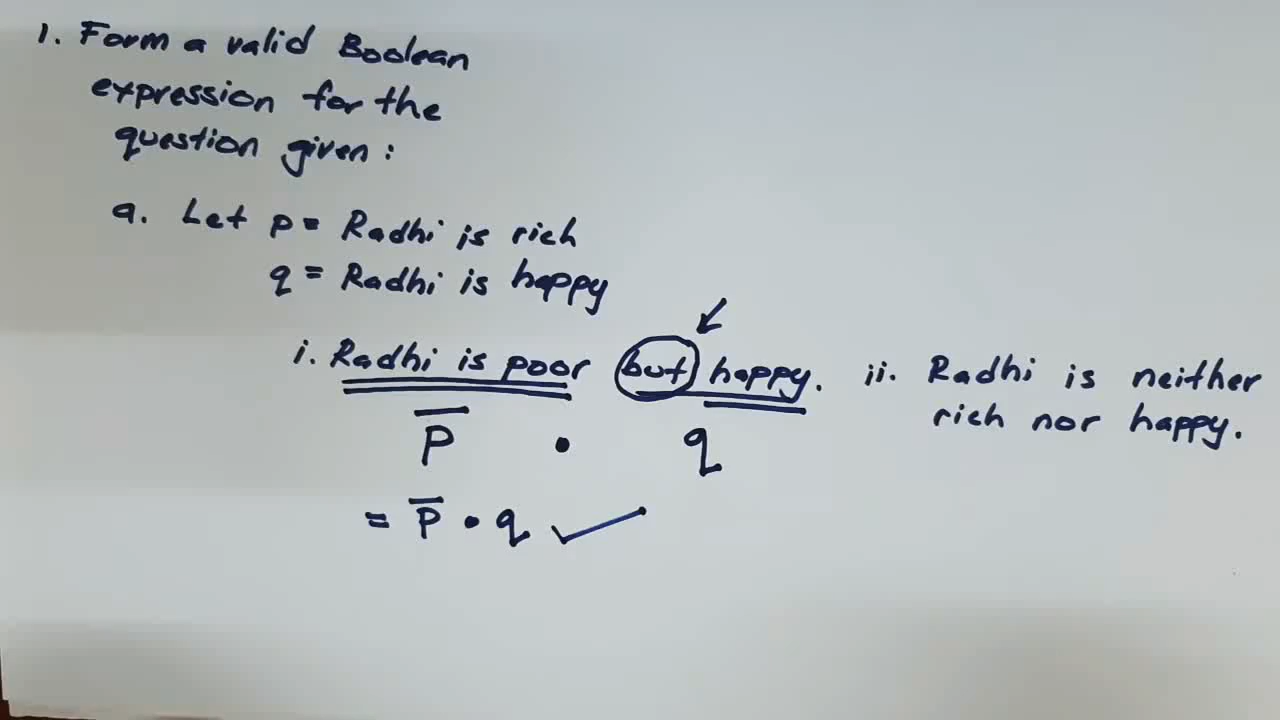 1. Form a valid Boolean
expression for the
question given:
a. Let p = Radhi is rich
q = Radhi is happy
i. Radhi is poor but happy.
p̅ • q
= p̅ • q ✓
ii. Radhi is neither
rich nor happy.